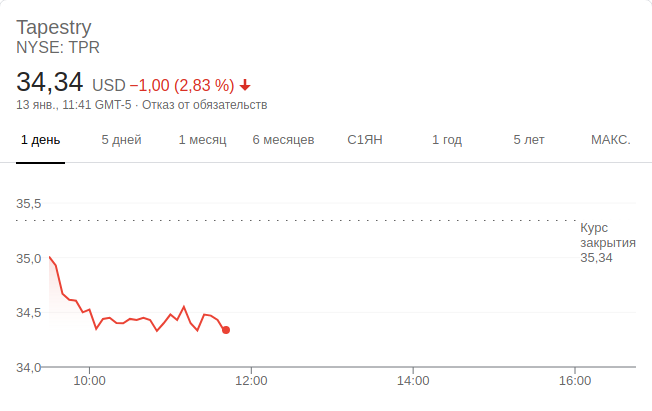 Tapestry
NYSE: TPR
34,34 USD −1,00 (2,83 %)
13 янв., 11:41 GMT-5 · Отказ от обязательств
1 день 5 дней 1 месяц 6 месяцев С1ЯН 1 год 5 лет МАКС.
35,5
Курс
закрытия
35,0 35,34
34,5
34,0
10:00 12:00 14:00 16:00